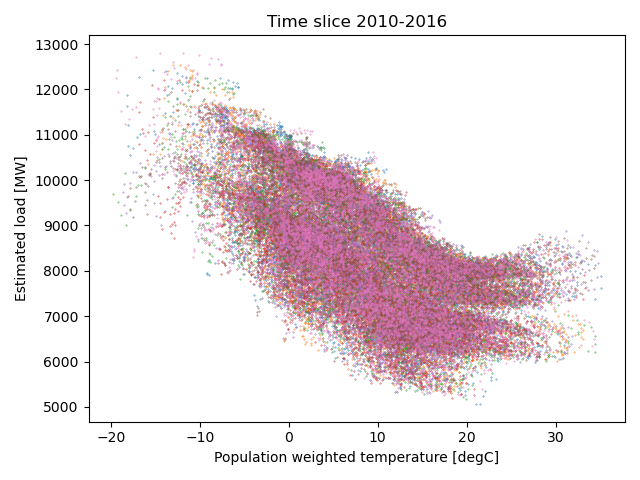 Time slice 2010-2016
13000
12000
11000
10000
9000
8000
7000
6000
5000
Estimated load [MW]
−20 −10 0 10 20 30
Population weighted temperature [degC]